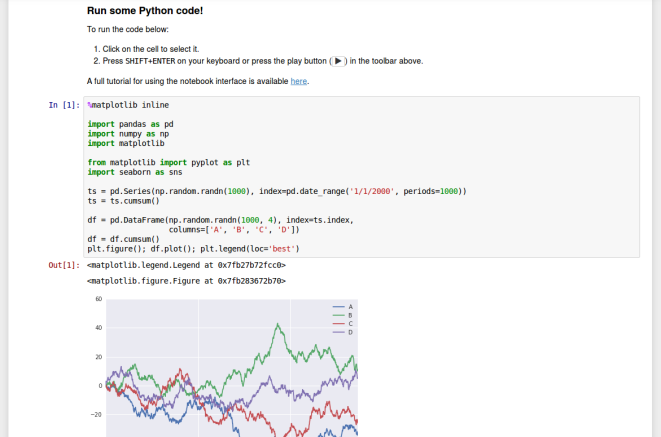 Run some Python code!
To run the code below:
1. Click on the cell to select it.
2. Press SHIFT+ENTER on your keyboard or press the play button (▶) in the toolbar above.
A full tutorial for using the notebook interface is available here.
In [1]: %matplotlib inline
import pandas as pd
import numpy as np
import matplotlib
from matplotlib import pyplot as plt
import seaborn as sns
ts = pd.Series(np.random.randn(1000), index=pd.date_range('1/1/2000', periods=1000))
ts = ts.cumsum()
df = pd.DataFrame(np.random.randn(1000, 4), index=ts.index,
columns=['A', 'B', 'C', 'D'])
df = df.cumsum()
plt.figure(); df.plot(); plt.legend(loc='best')
Out[1]: <matplotlib.legend.Legend at 0x7fb27b72fcc0>
<matplotlib.figure.Figure at 0x7fb283672b70>
60
A
B
C
D
40
20
0
−20